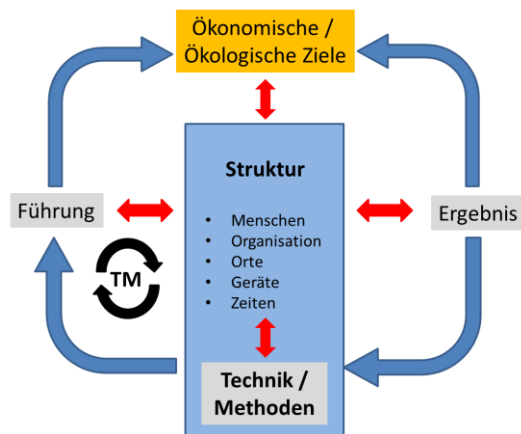 Ökonomische /
Ökologische Ziele
Struktur
Führung
• Menschen
• Organisation
• Orte
• Geräte
• Zeiten
Ergebnis
TM
Technik /
Methoden